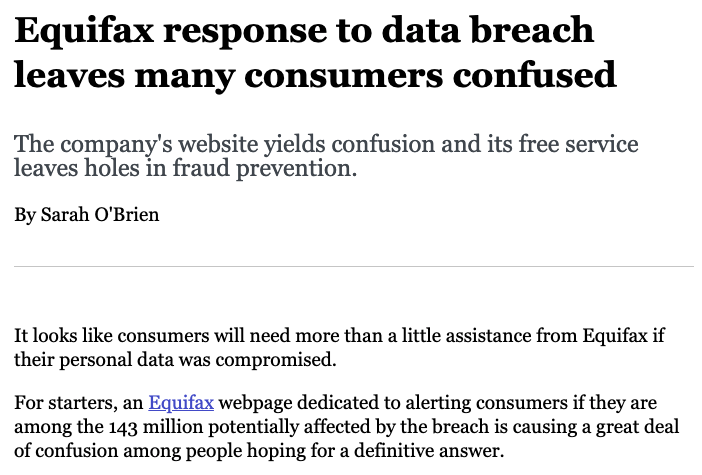 Equifax response to data breach
leaves many consumers confused
The company's website yields confusion and its free service
leaves holes in fraud prevention.
By Sarah O'Brien
It looks like consumers will need more than a little assistance from Equifax if
their personal data was compromised.
For starters, an Equifax webpage dedicated to alerting consumers if they are
among the 143 million potentially affected by the breach is causing a great deal
of confusion among people hoping for a definitive answer.